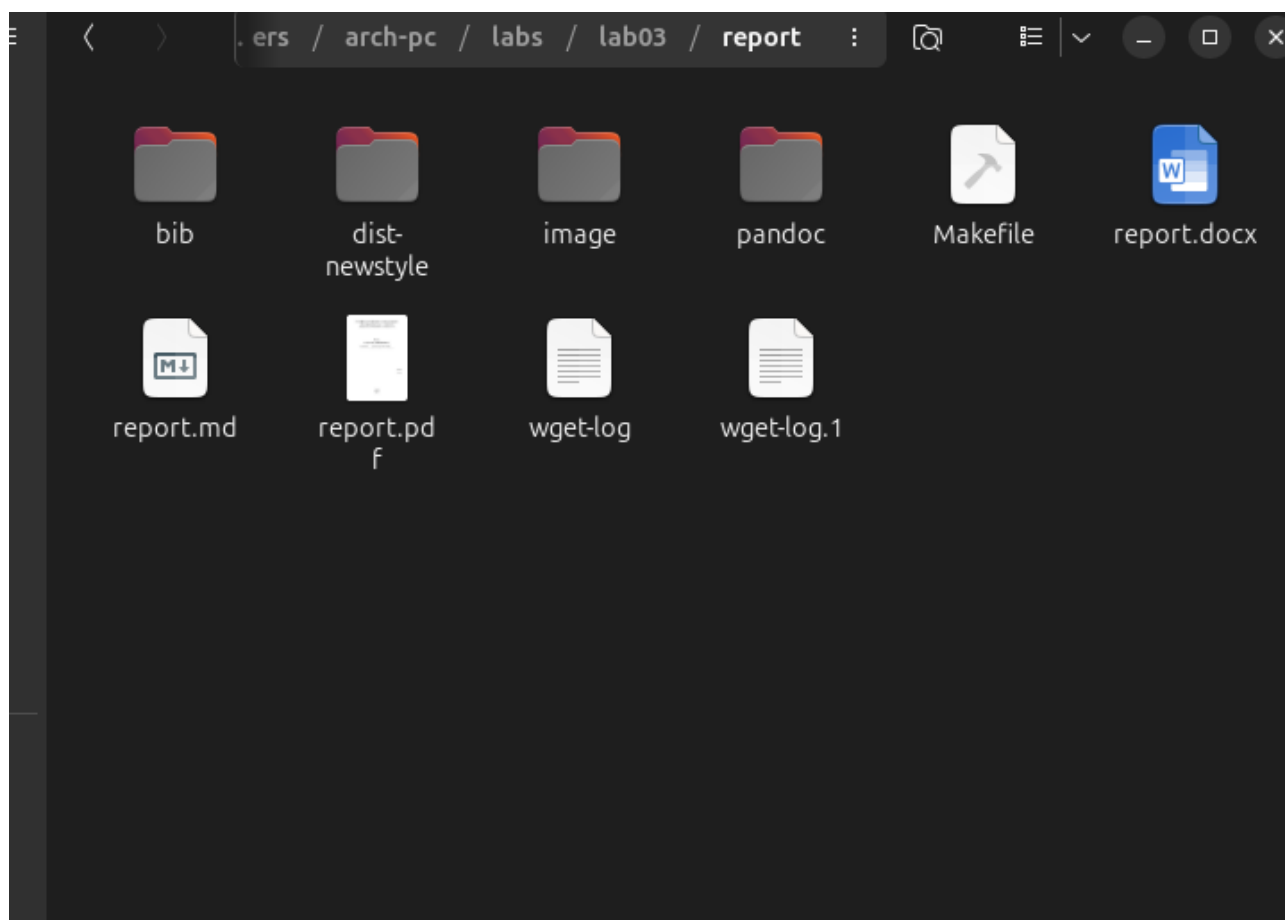 . ers / arch-pc / labs / lab03 / report
bib
dist-
newstyle
image
pandoc
Makefile
W
report.docx
M
report.md
report.pd
f
wget-log
wget-log.1